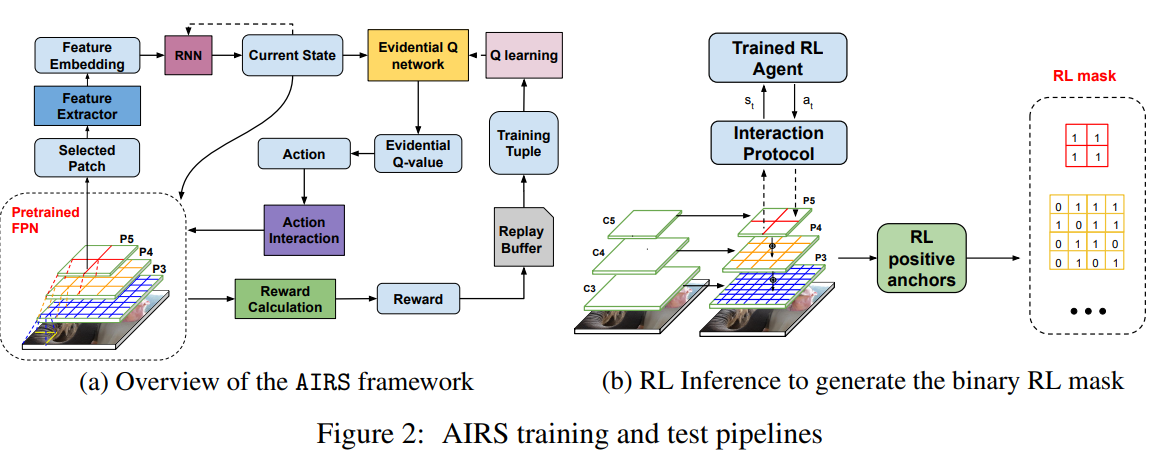 Feature
Embedding
RNN
Current State
Evidential Q
network
Q learning
Feature
Extractor
Selected
Patch
Action
Evidential
Q-value
Training
Tuple
Pretrained
FPN
P5
P4
P3
Action
Interaction
Replay
Buffer
Reward
Calculation
Reward
(a) Overview of the AIRS framework
Trained RL
Agent
st
at
Interaction
Protocol
C5
C4
C3
P5
P4
P3
RL
positive
anchors
RL mask
1 1
1 1
0 1 1 1
1 0 1 1
0 1 1 0
0 1 0 1
(b) RL Inference to generate the binary RL mask
Figure 2: AIRS training and test pipelines